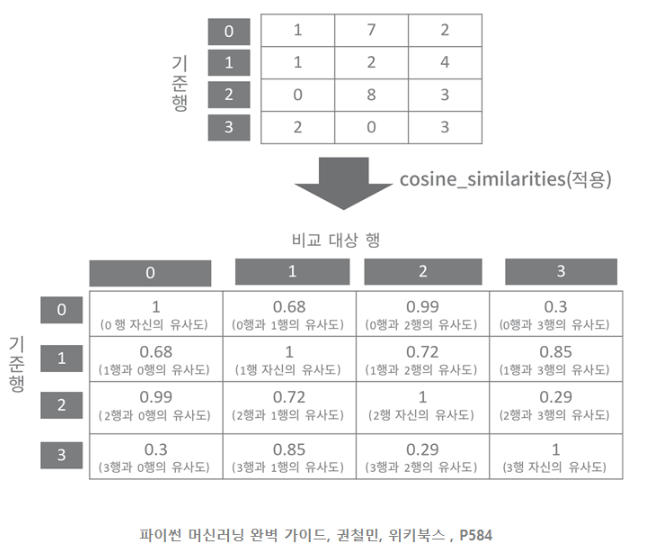 기준행
0 1 7 2
1 1 2 4
2 0 8 3
3 2 0 3
cosine_similarities(적용)
비교 대상 행
0 1 2 3
기준행
0 1 0.68 0.99 0.3
(0 행 자신의 유사도) (0행과 1행의 유사도) (0행과 2행의 유사도) (0행과 3행의 유사도)
1 0.68 1 0.72 0.85
(1행과 0행의 유사도) (1행 자신의 유사도) (1행과 2행의 유사도) (1행과 3행의 유사도)
2 0.99 0.72 1 0.29
(2행과 0행의 유사도) (2행과 1행의 유사도) (2행 자신의 유사도) (2행과 3행의 유사도)
3 0.3 0.85 0.29 1
(3행과 0행의 유사도) (3행과 1행의 유사도) (3행과 2행의 유사도) (3행 자신의 유사도)
파이썬 머신러닝 완벽 가이드, 권철민, 위키북스 , P584